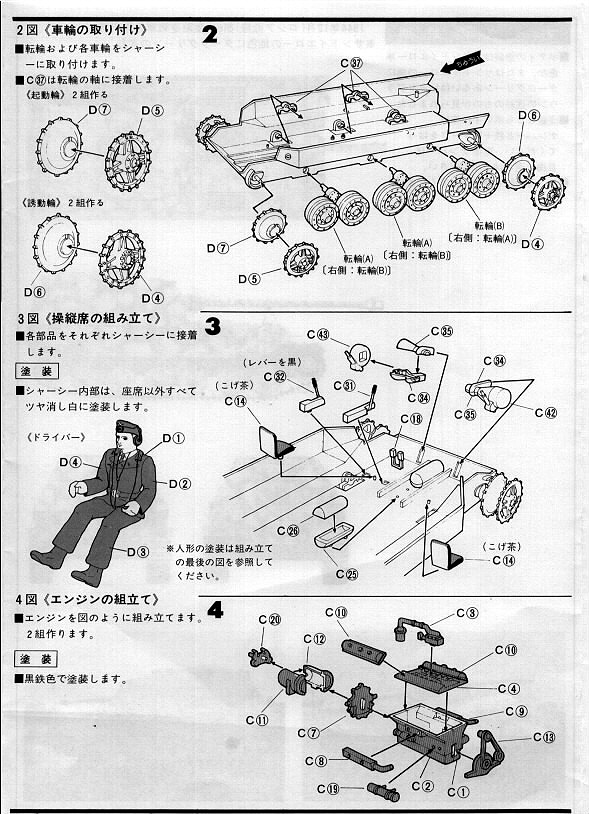 2図《車輪の取り付け》
■転輪および各車輪をシャーシ
ーに取り付けます。
■C㊲は転輪の軸に接着します。
《起動輪》2組作る
D⑦
D⑤
《誘動輪》2組作る
D⑥
D④
2
C㊲
D⑥
D④
D⑦
D⑤
転輪(A)
〔右側：転輪(B)〕
転輪(A)
〔右側：転輪(B)〕
転輪(B)
〔右側：転輪(A)〕
3図《操縦席の組み立て》
■各部品をそれぞれシャーシーに接着
します。
塗 装
■シャーシー内部は、座席以外すべて
ツヤ消し白に塗装します。
《ドライバー》
D①
D④
D②
D③
※人形の塗装は組み立て
の最後の図を参照して
ください。
3
C㊸
C㉟
(レバーを黒)
C㉜
C㉛
C㉞
C㉞
C㉟
C㊷
(こげ茶)
C⑭
C⑱
C㉖
C㉕
(こげ茶)
C⑭
4図《エンジンの組立て》
■エンジンを図のように組み立てます。
2組作ります。
塗 装
■黒鉄色で塗装します。
4
C⑳
C⑫
C⑩
C③
C⑩
C④
C⑪
C⑦
C⑨
C⑬
C⑧
C②
C①
C⑲